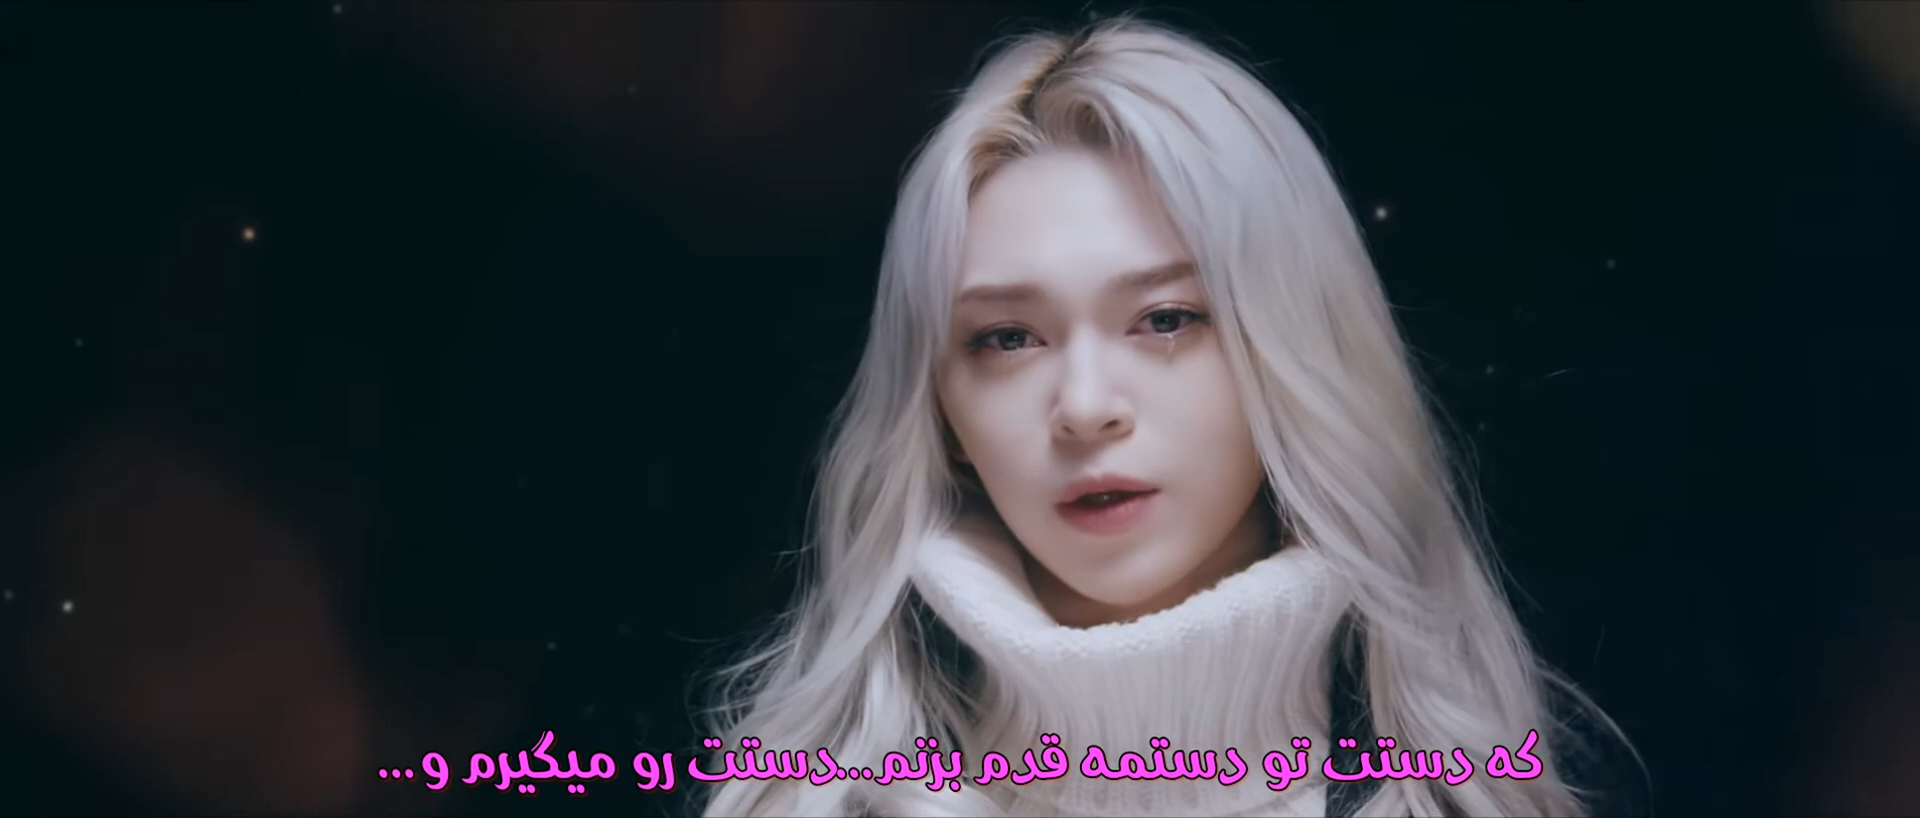 که دستت تو دستمه قدم بزنم...دستت رو میگیرم و...